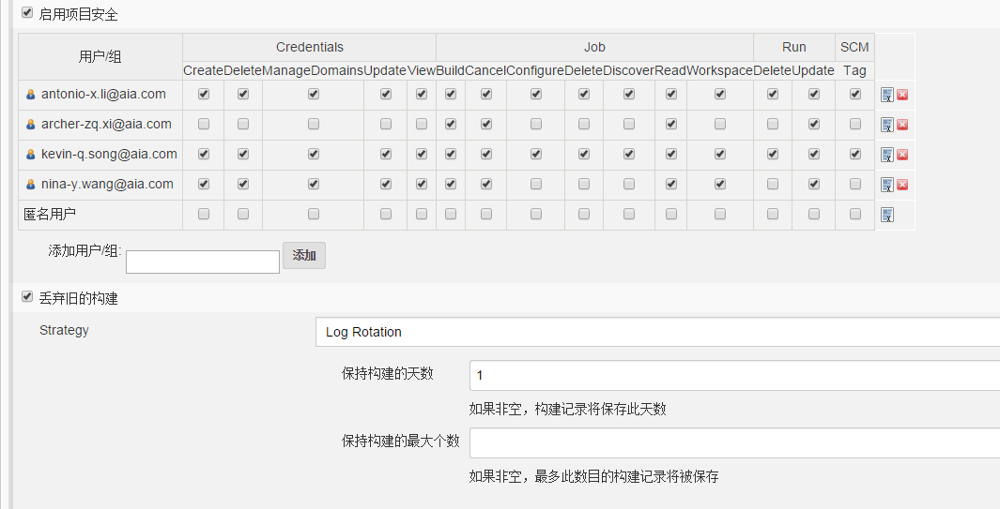 启用项目安全
用户/组 Credentials Job Run SCM
Create Delete ManageDomains Update View Build Cancel Configure Delete Discover Read Workspace Delete Update Tag
antonio-x.li@aia.com
archer-zq.xi@aia.com
kevin-q.song@aia.com
nina-y.wang@aia.com
匿名用户
添加用户/组: 添加
丢弃旧的构建
Strategy Log Rotation
保持构建的天数 1
如果非空，构建记录将保存此天数
保持构建的最大个数
如果非空，最多此数目的构建记录将被保存